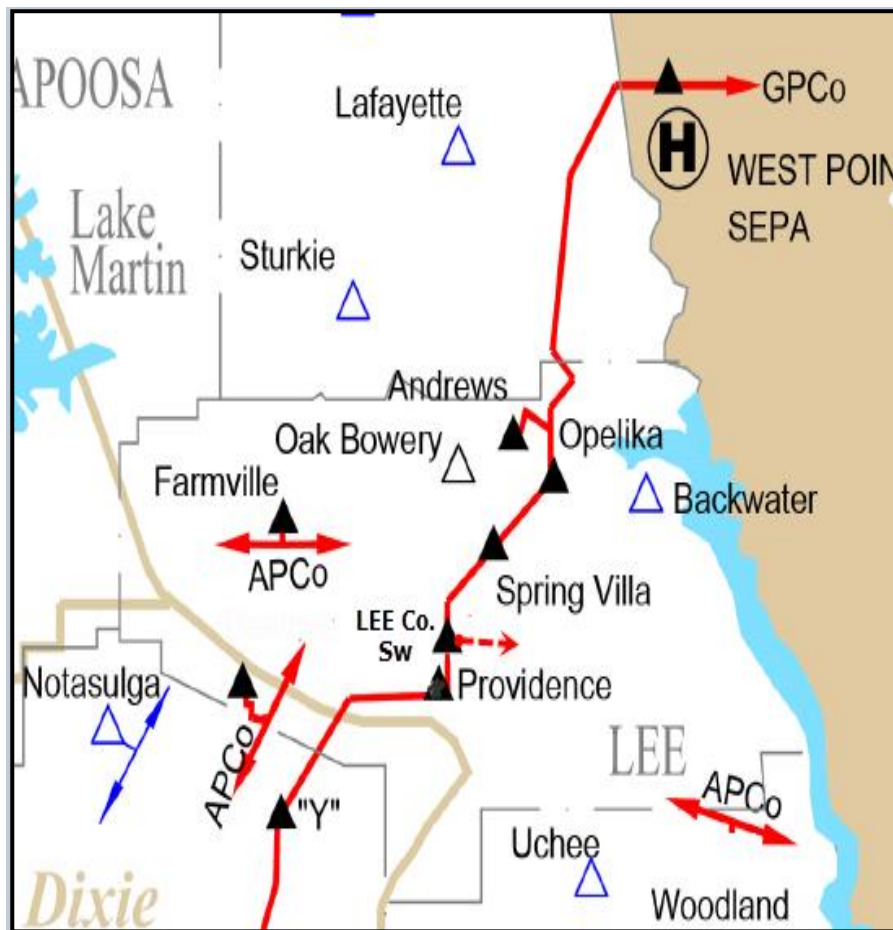 APOOSA
Lafayette
GPCo
H
WEST POIN
SEPA
Lake
Martin
Sturkie
Andrews
Oak Bowery
Opelika
Farmville
Backwater
APCo
Spring Villa
LEE Co.
Sw
Notasulga
Providence
APCo
LEE
APCo
"Y"
Uchee
Dixie
Woodland